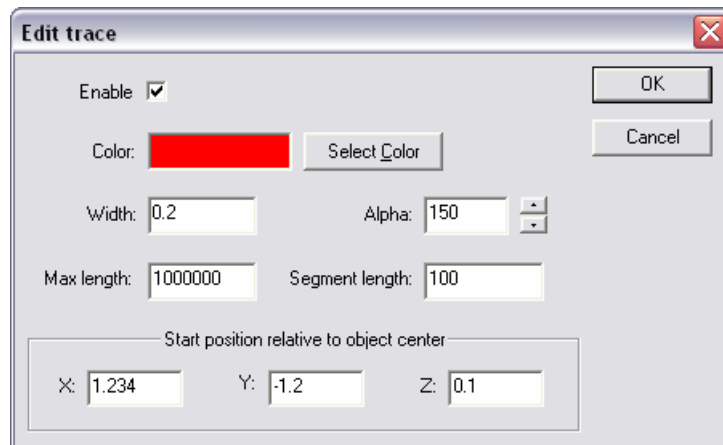 Edit trace
Enable
OK
Color: Select Color
Cancel
Width: 0.2 Alpha: 150
Max length: 1000000 Segment length: 100
Start position relative to object center
X: 1.234 Y: -1.2 Z: 0.1